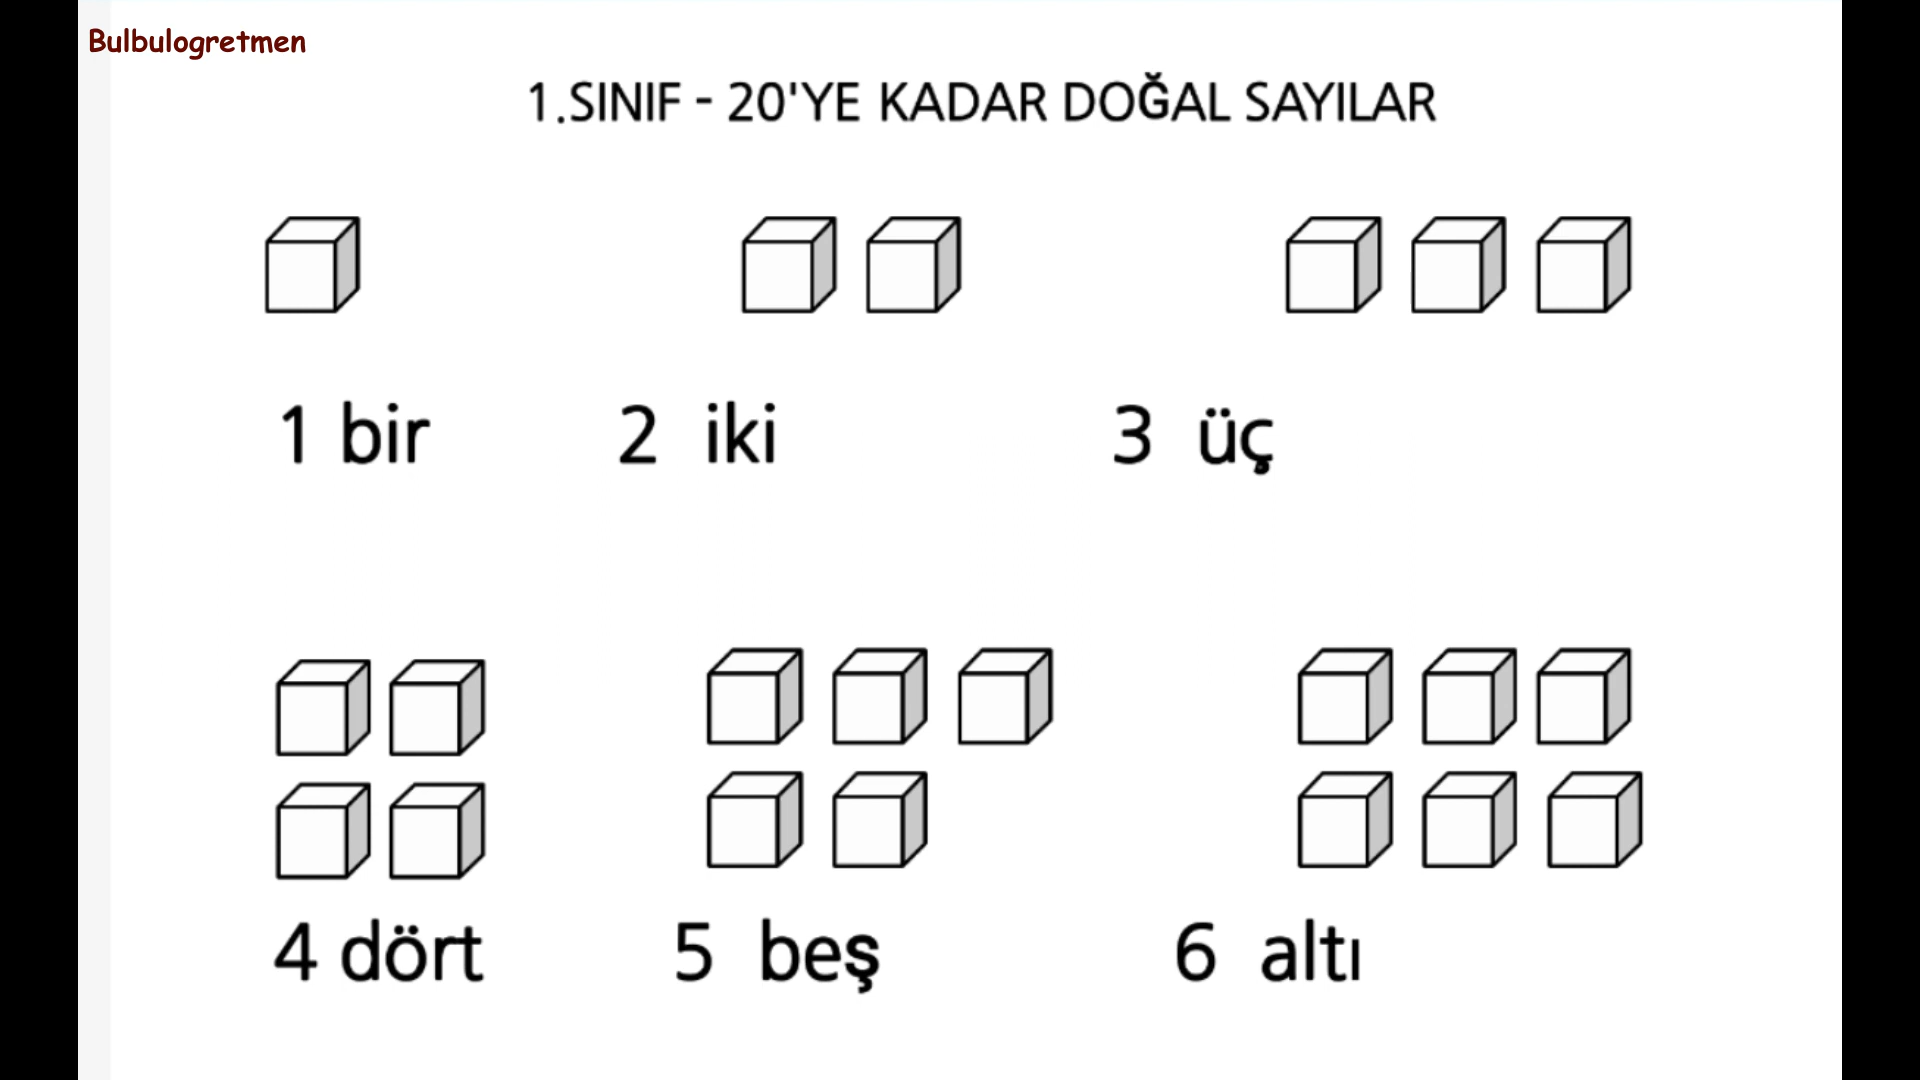 Bulbulogretmen
1.SINIF - 20'YE KADAR DOĞAL SAYILAR
1 bir 2 iki 3 üç
4 dört 5 beş 6 altı